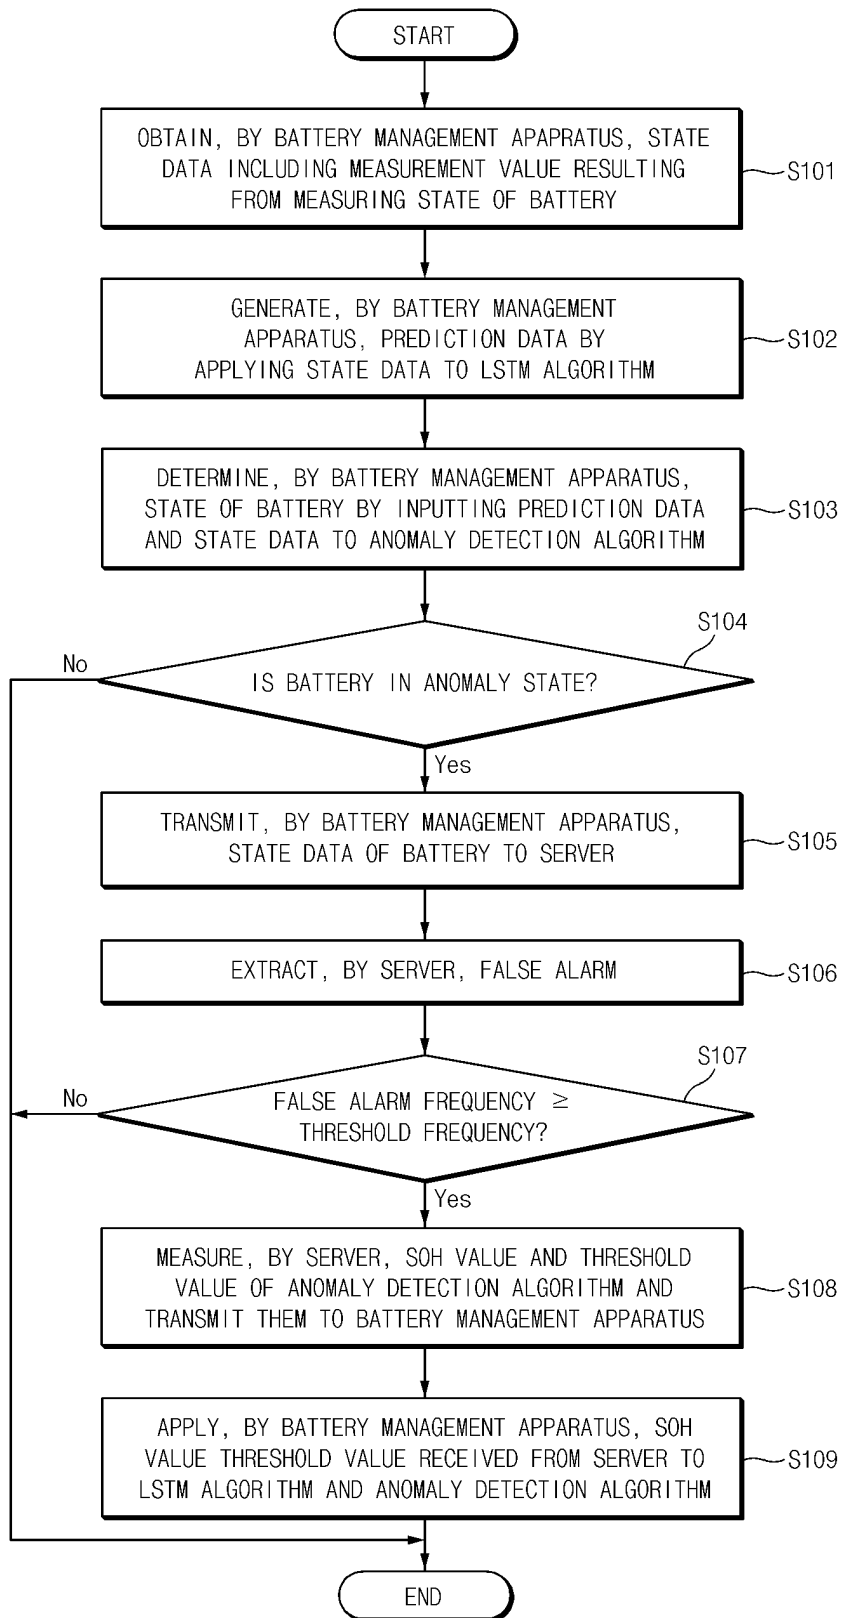 START
OBTAIN, BY BATTERY MANAGEMENT APAPRATUS, STATE
DATA INCLUDING MEASUREMENT VALUE RESULTING
FROM MEASURING STATE OF BATTERY
S101
GENERATE, BY BATTERY MANAGEMENT
APPARATUS, PREDICTION DATA BY
APPLYING STATE DATA TO LSTM ALGORITHM
S102
DETERMINE, BY BATTERY MANAGEMENT APPARATUS,
STATE OF BATTERY BY INPUTTING PREDICTION DATA
AND STATE DATA TO ANOMALY DETECTION ALGORITHM
S103
S104
No
IS BATTERY IN ANOMALY STATE?
Yes
TRANSMIT, BY BATTERY MANAGEMENT APPARATUS,
STATE DATA OF BATTERY TO SERVER
S105
EXTRACT, BY SERVER, FALSE ALARM
S106
S107
No
FALSE ALARM FREQUENCY ≥
THRESHOLD FREQUENCY?
Yes
MEASURE, BY SERVER, SOH VALUE AND THRESHOLD
VALUE OF ANOMALY DETECTION ALGORITHM AND
TRANSMIT THEM TO BATTERY MANAGEMENT APPARATUS
S108
APPLY, BY BATTERY MANAGEMENT APPARATUS, SOH
VALUE THRESHOLD VALUE RECEIVED FROM SERVER TO
LSTM ALGORITHM AND ANOMALY DETECTION ALGORITHM
S109
END